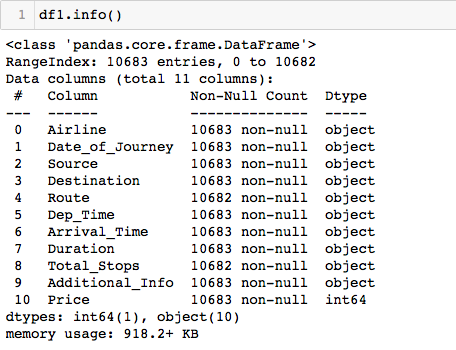 1 df1.info()
<class 'pandas.core.frame.DataFrame'>
RangeIndex: 10683 entries, 0 to 10682
Data columns (total 11 columns):
 #   Column           Non-Null Count  Dtype
---  ------           --------------  -----
 0   Airline          10683 non-null  object
 1   Date_of_Journey  10683 non-null  object
 2   Source           10683 non-null  object
 3   Destination      10683 non-null  object
 4   Route            10682 non-null  object
 5   Dep_Time         10683 non-null  object
 6   Arrival_Time     10683 non-null  object
 7   Duration         10683 non-null  object
 8   Total_Stops      10682 non-null  object
 9   Additional_Info  10683 non-null  object
 10  Price            10683 non-null  int64
dtypes: int64(1), object(10)
memory usage: 918.2+ KB